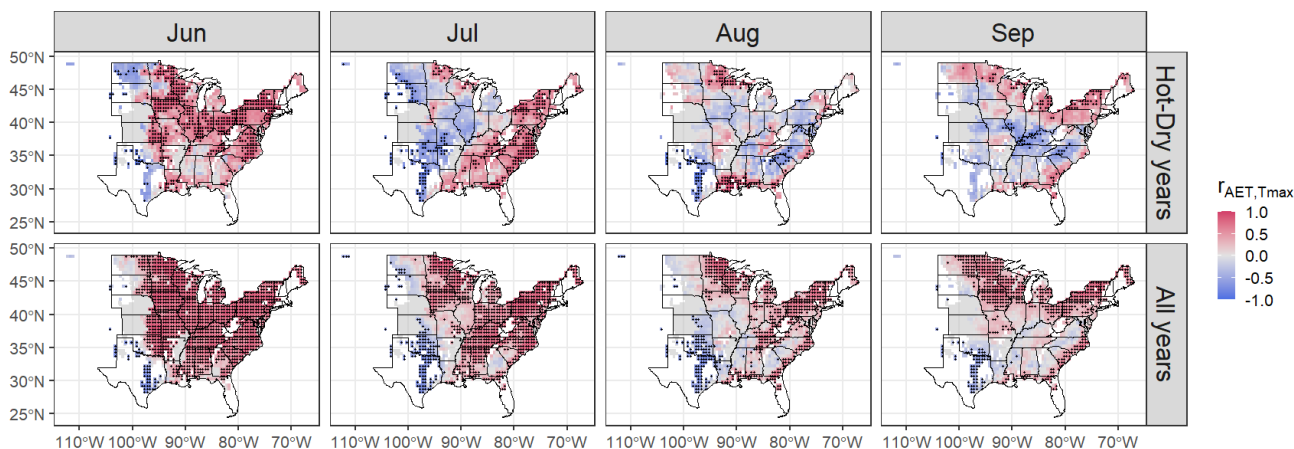 Jun Jul Aug Sep
50°N
45°N
40°N
35°N
30°N
25°N
Hot-Dry years
50°N
45°N
40°N
35°N
30°N
25°N
All years
110°W 100°W 90°W 80°W 70°W 110°W 100°W 90°W 80°W 70°W 110°W 100°W 90°W 80°W 70°W 110°W 100°W 90°W 80°W 70°W
rAET,Tmax
1.0
0.5
0.0
-0.5
-1.0